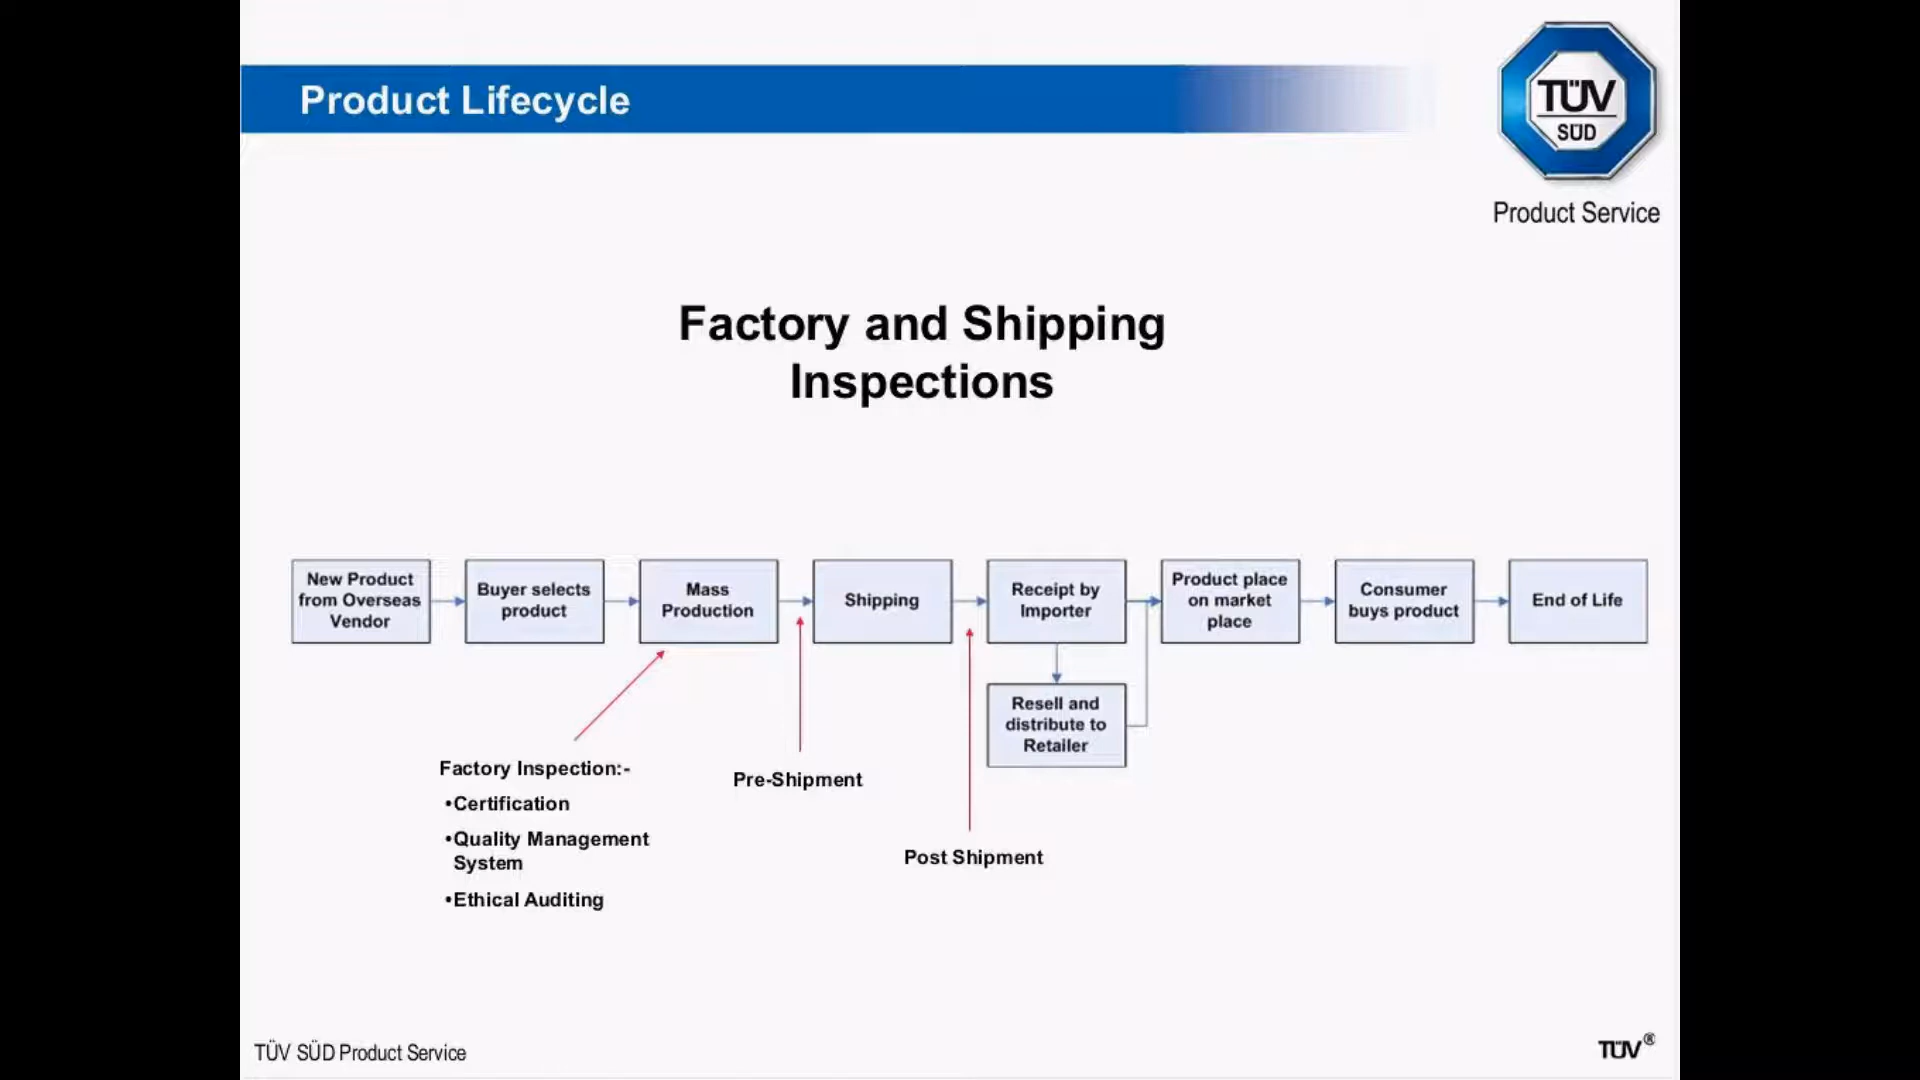 Product Lifecycle
TÜV
SÜD
Product Service
Factory and Shipping
Inspections
New Product
from Overseas
Vendor
Buyer selects
product
Mass
Production
Shipping
Receipt by
Importer
Product place
on market
place
Consumer
buys product
End of Life
Resell and
distribute to
Retailer
Factory Inspection:-
•Certification
•Quality Management
System
•Ethical Auditing
Pre-Shipment
Post Shipment
TÜV SÜD Product Service
TÜV®